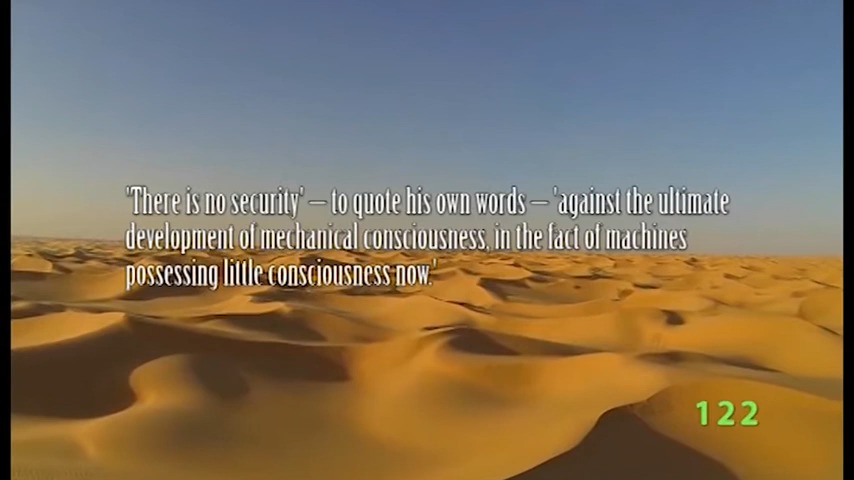 'There is no security' – to quote his own words – 'against the ultimate
development of mechanical consciousness, in the fact of machines
possessing little consciousness now.'
122